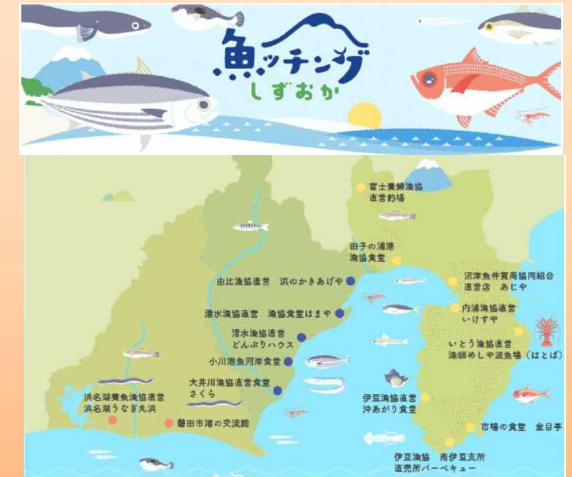 魚ッチング
しずおか
富士養鱒漁協
直営釣場
田子の浦港
漁協食堂
由比漁協直営 浜のかきあげや
沼津魚仲買商協同組合
直営店 あじや
清水漁協直営 漁協食堂はまや
内浦漁協直営
いけすや
清水漁協直営
どんぶりハウス
いとう漁協直営
漁師めしや波魚場（はとば）
小川港魚河岸食堂
大井川漁協直営食堂
さくら
浜名湖養魚漁協直営
浜名湖うなぎ丸浜
伊豆漁協直営
沖あがり食堂
磐田市渚の交流館
市場の食堂 金目亭
伊豆漁協 南伊豆支所
直売所バーベキュー